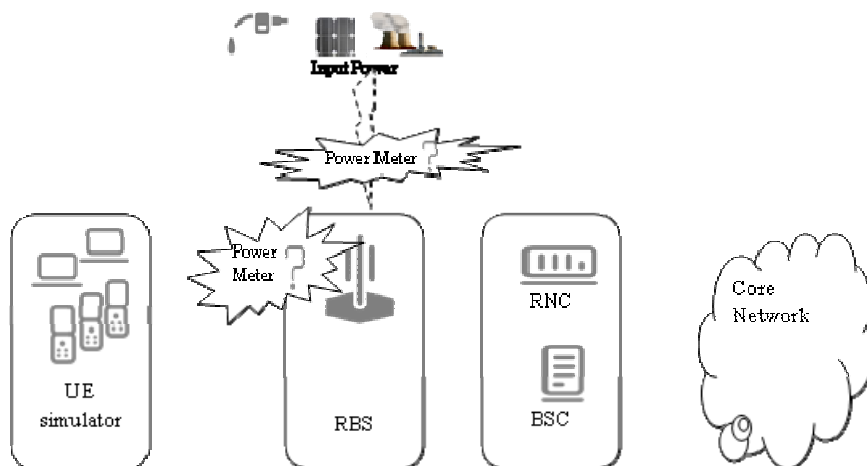 Input Power
Power Meter ?
Power
Meter ?
UE
simulator
RBS
RNC
BSC
Core
Network